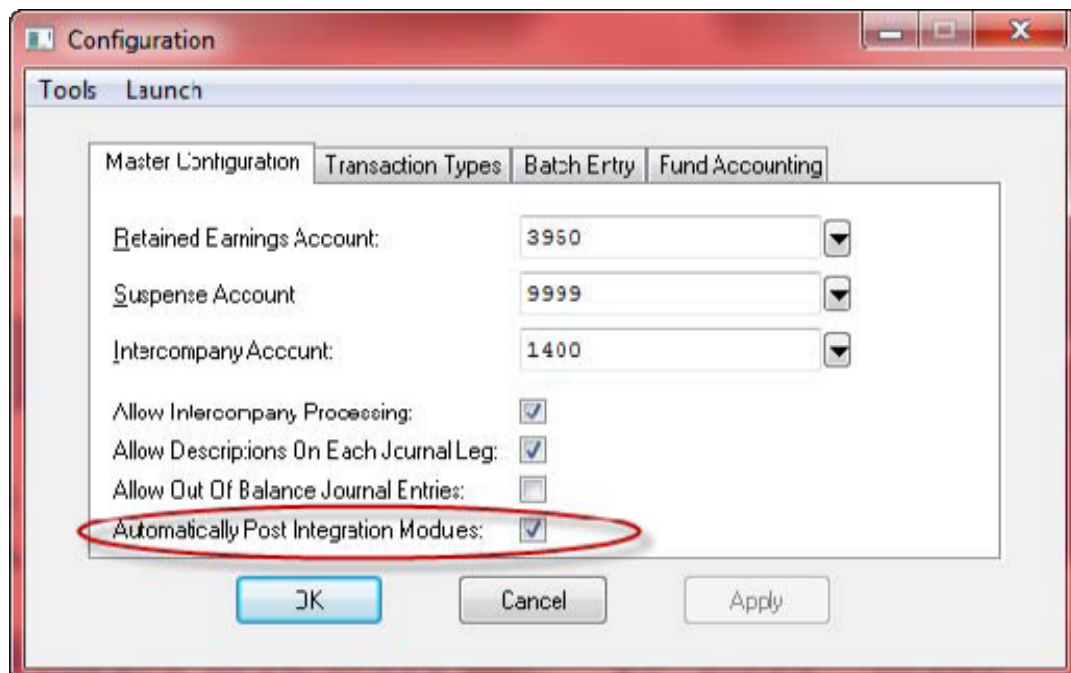 Configuration
Tools Launch
Master Configuration Transaction Types Batch Entry Fund Accounting
Retained Earnings Account: 3950
Suspense Account 9999
Intercompany Account: 1400
Allow Intercompany Processing:
Allow Descriptions On Each Journal Leg:
Allow Out Of Balance Journal Entries:
Automatically Post Integration Modules:
OK Cancel Apply